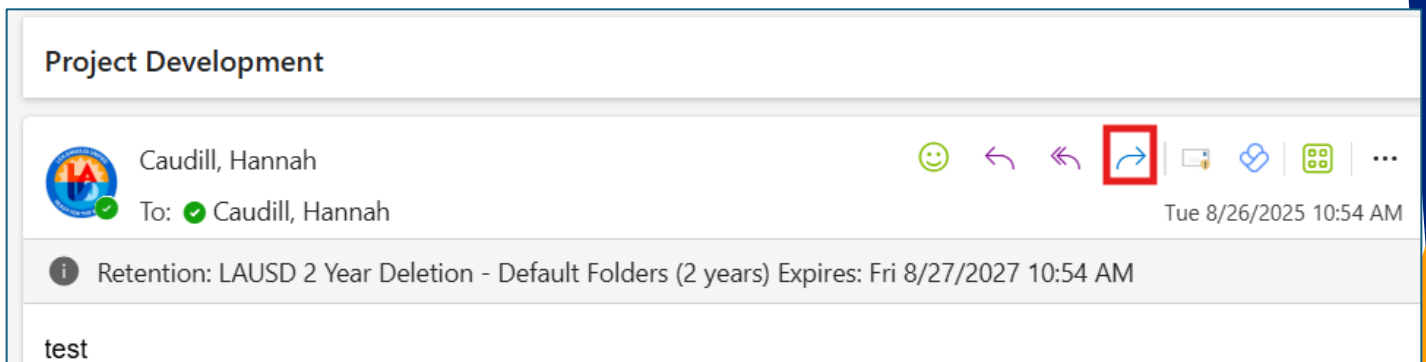 Project Development
Caudill, Hannah
To: Caudill, Hannah
Tue 8/26/2025 10:54 AM
Retention: LAUSD 2 Year Deletion - Default Folders (2 years) Expires: Fri 8/27/2027 10:54 AM
test